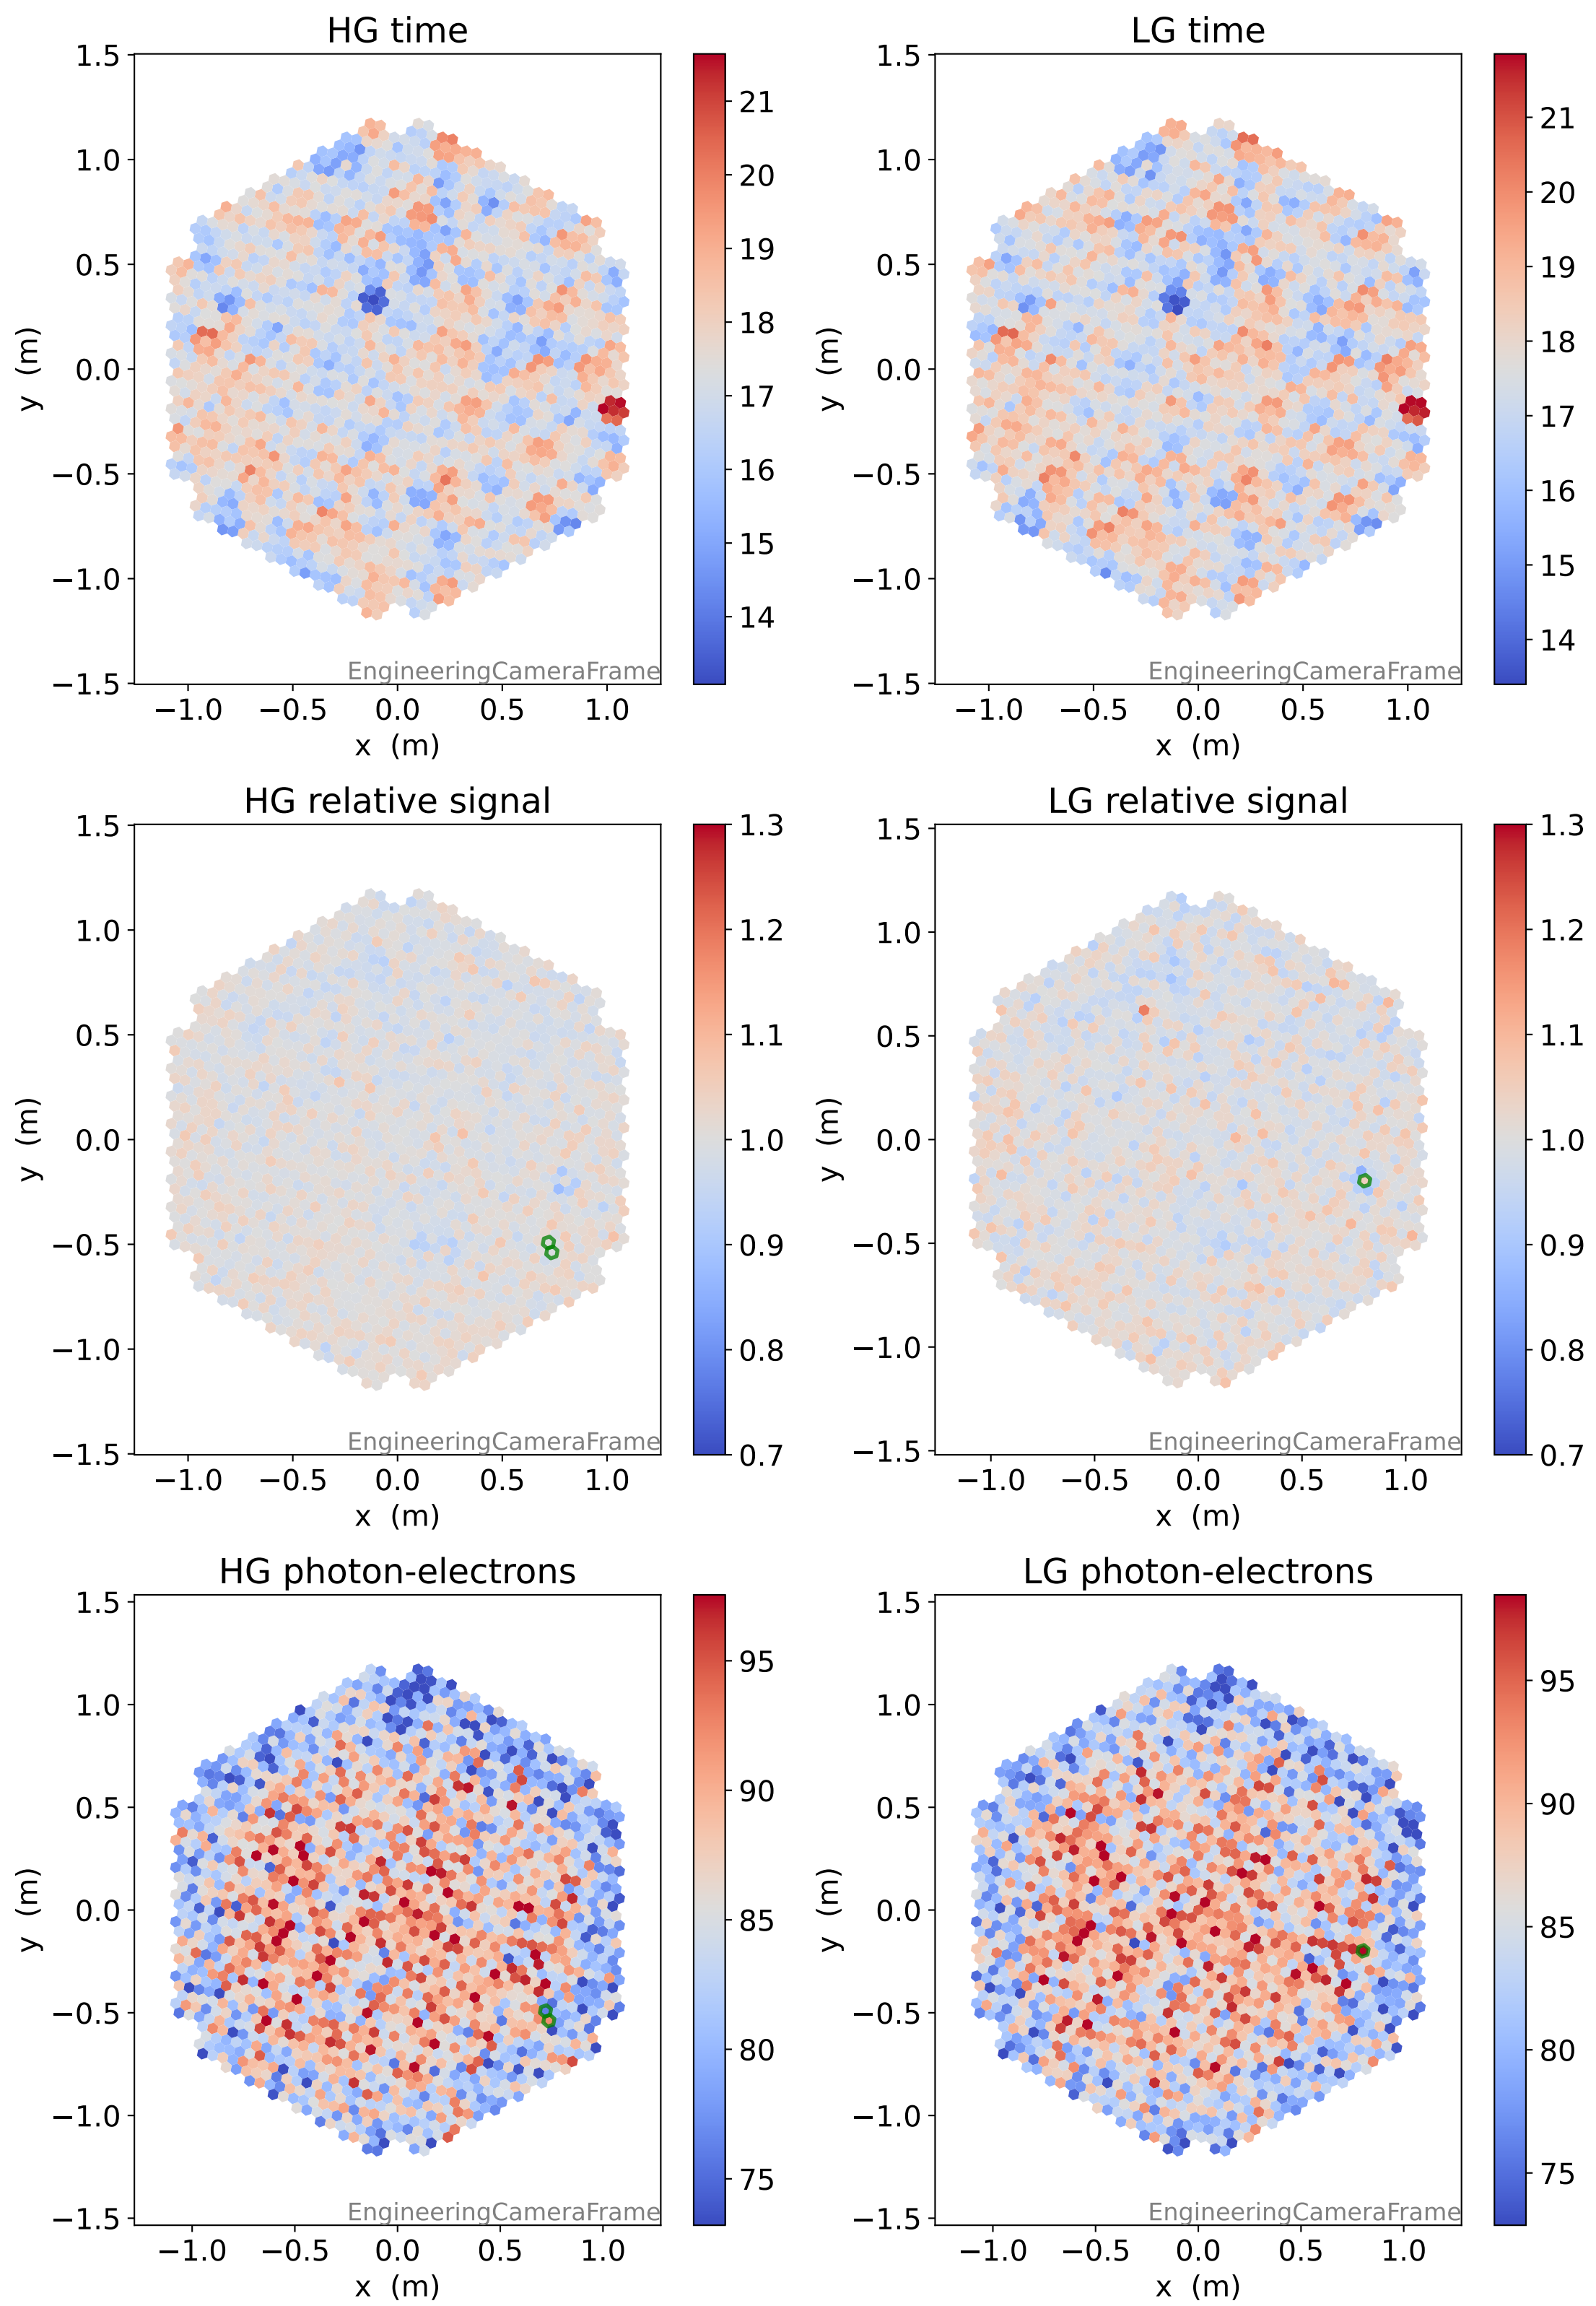 HG time
1.5
1.0
0.5
0.0
−0.5
−1.0
−1.5
y (m)
−1.0 −0.5 0.0 0.5 1.0
x (m)
EngineeringCameraFrame
21
20
19
18
17
16
15
14
LG time
1.5
1.0
0.5
0.0
−0.5
−1.0
−1.5
y (m)
−1.0 −0.5 0.0 0.5 1.0
x (m)
EngineeringCameraFrame
21
20
19
18
17
16
15
14
HG relative signal
1.5
1.0
0.5
0.0
−0.5
−1.0
−1.5
y (m)
−1.0 −0.5 0.0 0.5 1.0
x (m)
EngineeringCameraFrame
1.3
1.2
1.1
1.0
0.9
0.8
0.7
LG relative signal
1.5
1.0
0.5
0.0
−0.5
−1.0
−1.5
y (m)
−1.0 −0.5 0.0 0.5 1.0
x (m)
EngineeringCameraFrame
1.3
1.2
1.1
1.0
0.9
0.8
0.7
HG photon-electrons
1.5
1.0
0.5
0.0
−0.5
−1.0
−1.5
y (m)
−1.0 −0.5 0.0 0.5 1.0
x (m)
EngineeringCameraFrame
95
90
85
80
75
LG photon-electrons
1.5
1.0
0.5
0.0
−0.5
−1.0
−1.5
y (m)
−1.0 −0.5 0.0 0.5 1.0
x (m)
EngineeringCameraFrame
95
90
85
80
75